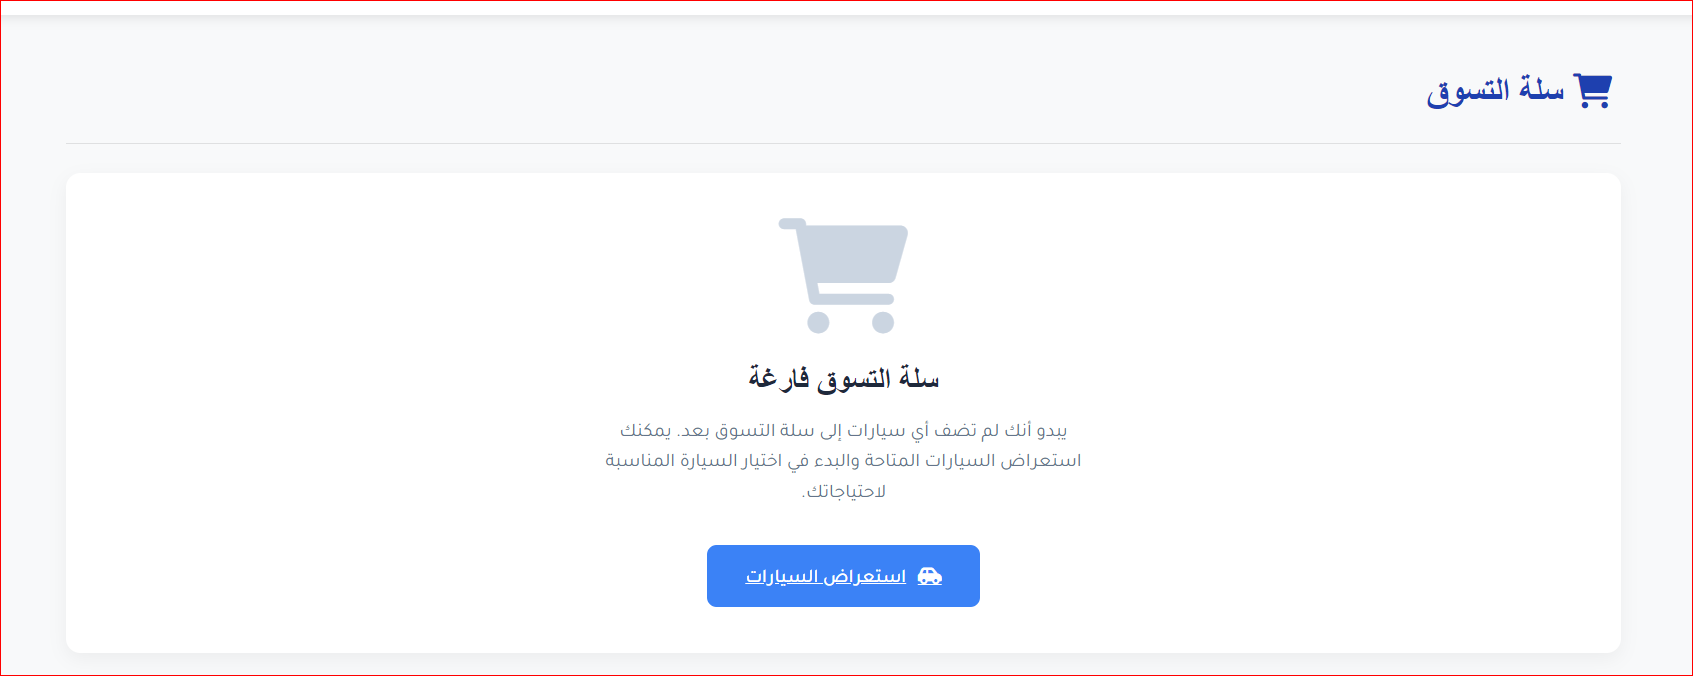 سلة التسوق
سلة التسوق فارغة
يبدو أنك لم تضف أي سيارات إلى سلة التسوق بعد. يمكنك
استعراض السيارات المتاحة والبدء في اختيار السيارة المناسبة
لاحتياجاتك.
استعراض السيارات